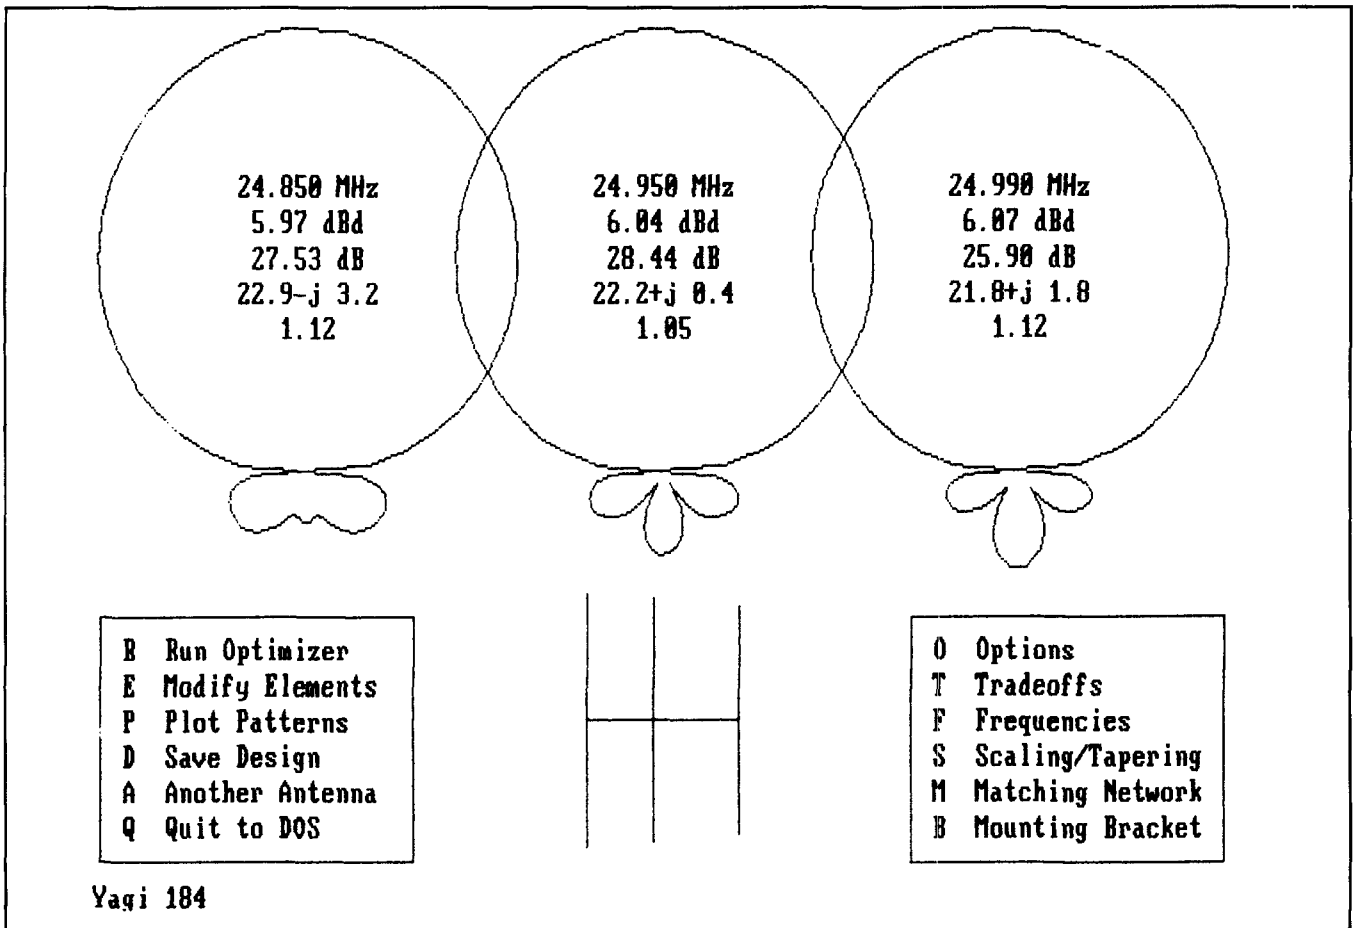 24.850 MHz
5.97 dBd
27.53 dB
22.9-j 3.2
1.12
24.950 MHz
6.04 dBd
28.44 dB
22.2+j 0.4
1.05
24.990 MHz
6.07 dBd
25.90 dB
21.8+j 1.8
1.12
R Run Optimizer
E Modify Elements
P Plot Patterns
D Save Design
A Another Antenna
Q Quit to DOS
O Options
T Tradeoffs
F Frequencies
S Scaling/Tapering
M Matching Network
B Mounting Bracket
Yagi 184